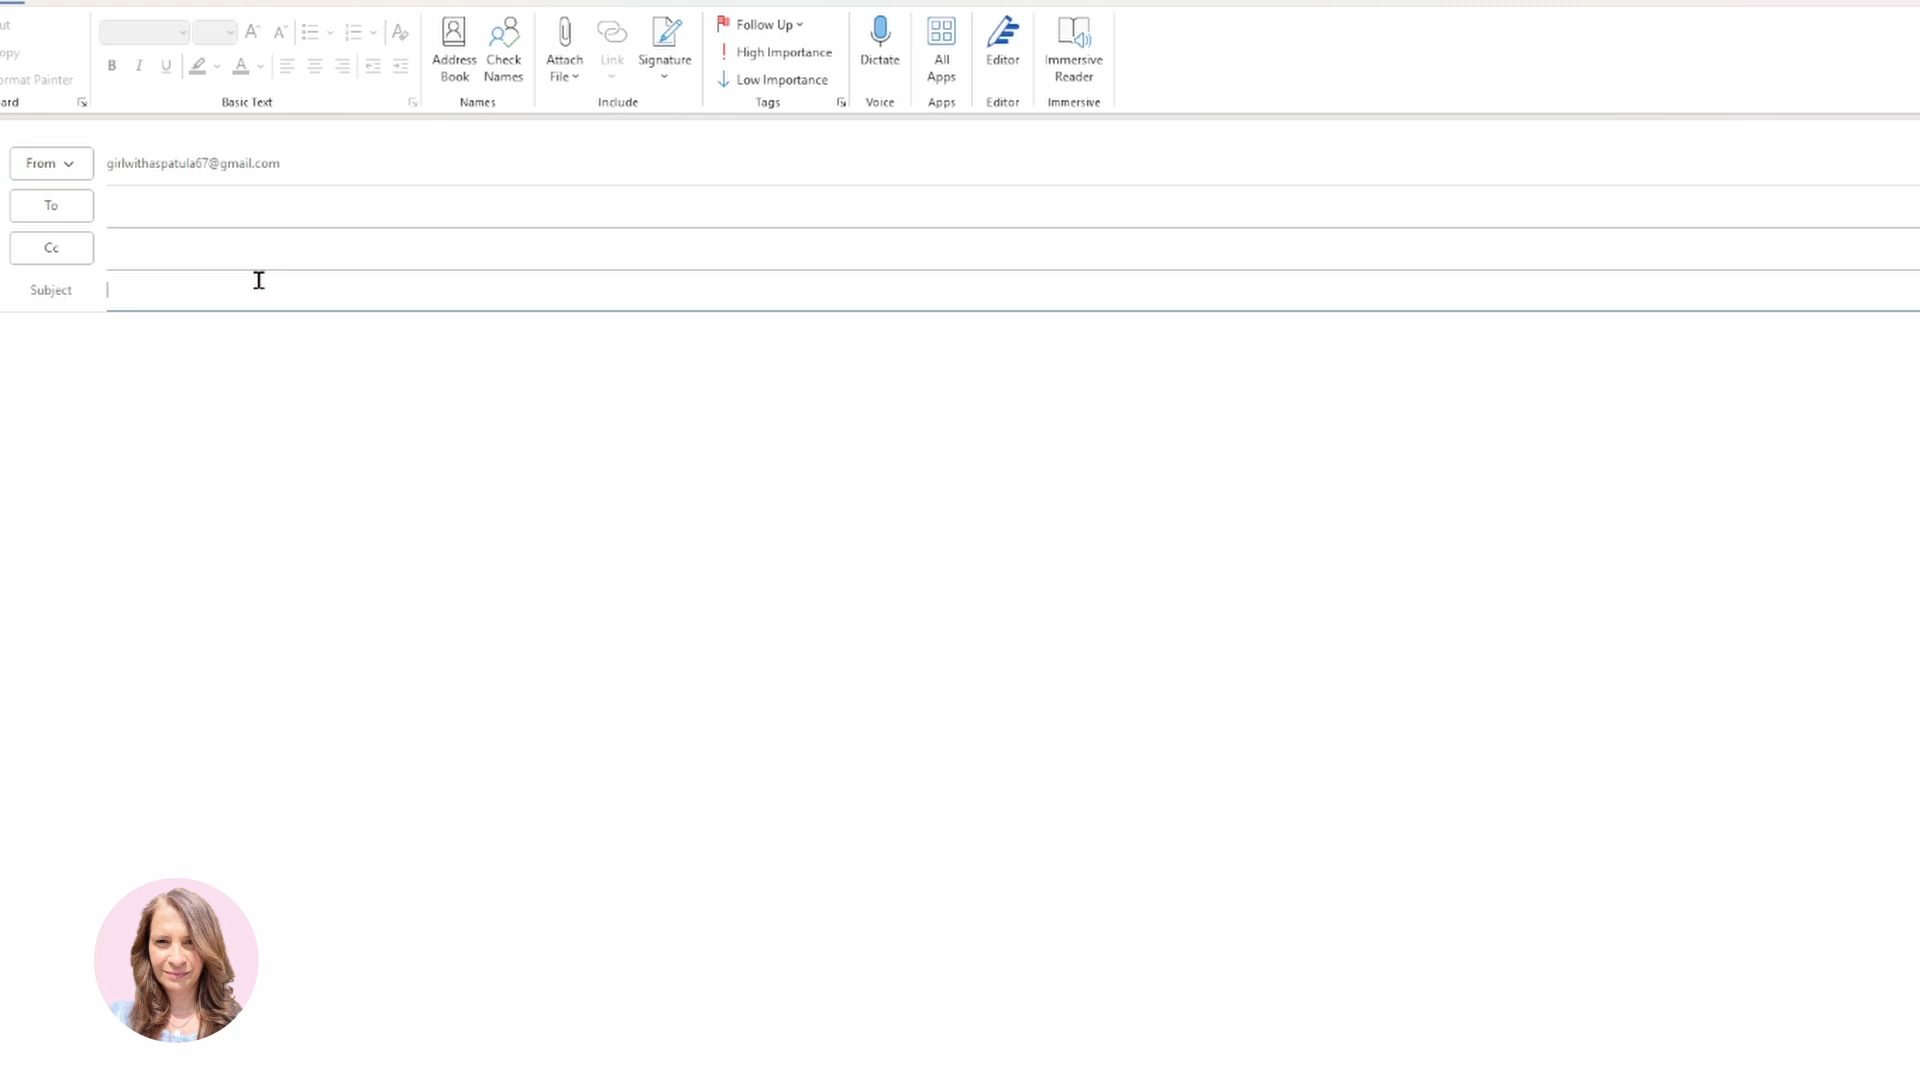 ut
opy
ormat Painter
ard
B I U A
Basic Text
Address Book
Check Names
Names
Attach File
Link
Signature
Include
Follow Up
High Importance
Low Importance
Tags
Dictate
Voice
All Apps
Apps
Editor
Editor
Immersive Reader
Immersive
From
girlwithaspatula67@gmail.com
To
Cc
Subject